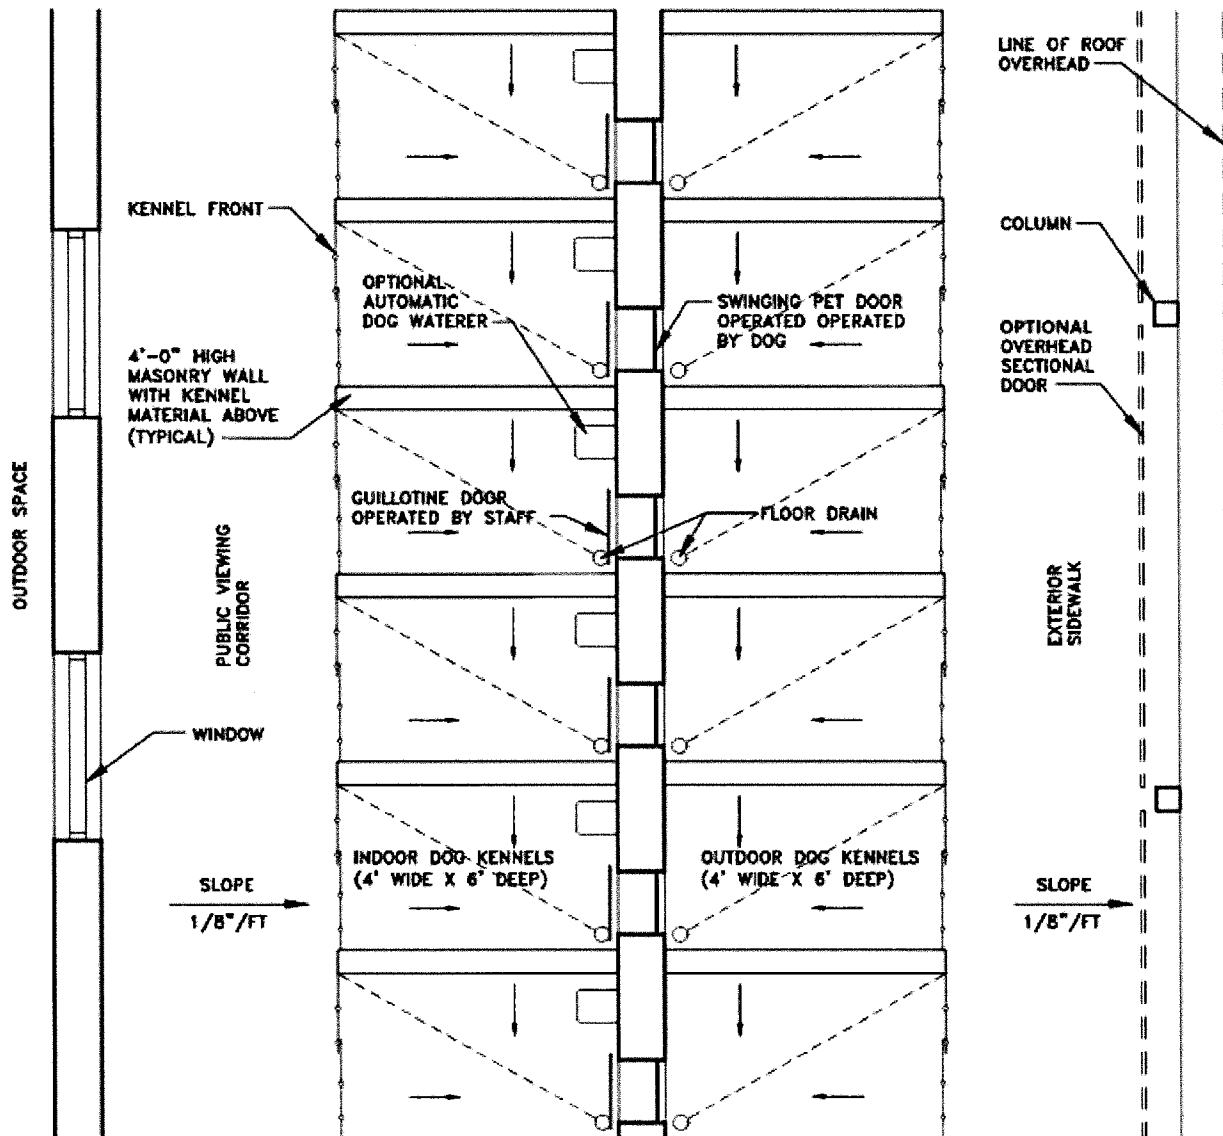 LINE OF ROOF
OVERHEAD
KENNEL FRONT
COLUMN
OPTIONAL
AUTOMATIC
DOG WATERER
SWINGING PET DOOR
OPERATED OPERATED
BY DOG
4'-0" HIGH
MASONRY WALL
WITH KENNEL
MATERIAL ABOVE
(TYPICAL)
OPTIONAL
OVERHEAD
SECTIONAL
DOOR
OUTDOOR SPACE
GUILLOTINE DOOR
OPERATED BY STAFF
FLOOR DRAIN
PUBLIC VIEWING
CORRIDOR
EXTERIOR
SIDEWALK
WINDOW
INDOOR DOG KENNELS
(4' WIDE X 6' DEEP)
OUTDOOR DOG KENNELS
(4' WIDE X 6' DEEP)
SLOPE
1/8"/FT
SLOPE
1/8"/FT